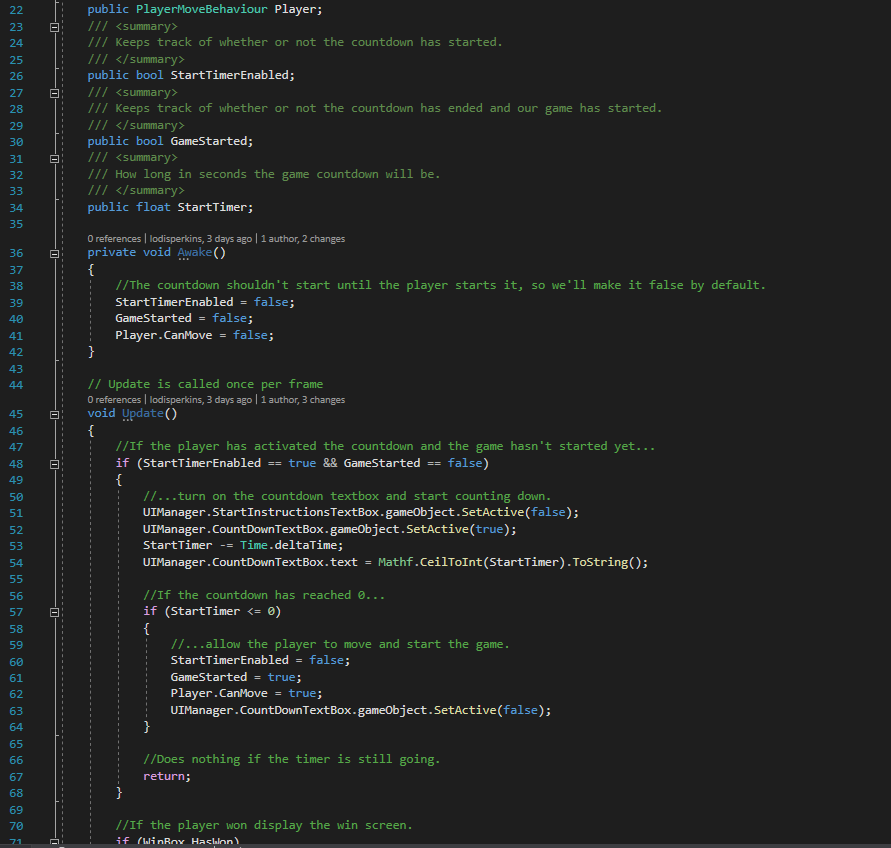 22 public PlayerMoveBehaviour Player;
23 /// <summary>
24 /// Keeps track of whether or not the countdown has started.
25 /// </summary>
26 public bool StartTimerEnabled;
27 /// <summary>
28 /// Keeps track of whether or not the countdown has ended and our game has started.
29 /// </summary>
30 public bool GameStarted;
31 /// <summary>
32 /// How long in seconds the game countdown will be.
33 /// </summary>
34 public float StartTimer;
35
0 references | lodisperkins, 3 days ago | 1 author, 2 changes
36 private void Awake()
37 {
38 //The countdown shouldn't start until the player starts it, so we'll make it false by default.
39 StartTimerEnabled = false;
40 GameStarted = false;
41 Player.CanMove = false;
42 }
43
44 // Update is called once per frame
0 references | lodisperkins, 3 days ago | 1 author, 3 changes
45 void Update()
46 {
47 //If the player has activated the countdown and the game hasn't started yet...
48 if (StartTimerEnabled == true && GameStarted == false)
49 {
50 //...turn on the countdown textbox and start counting down.
51 UIManager.StartInstructionsTextBox.gameObject.SetActive(false);
52 UIManager.CountDownTextBox.gameObject.SetActive(true);
53 StartTimer -= Time.deltaTime;
54 UIManager.CountDownTextBox.text = Mathf.CeilToInt(StartTimer).ToString();
55
56 //If the countdown has reached 0...
57 if (StartTimer <= 0)
58 {
59 //...allow the player to move and start the game.
60 StartTimerEnabled = false;
61 GameStarted = true;
62 Player.CanMove = true;
63 UIManager.CountDownTextBox.gameObject.SetActive(false);
64 }
65
66 //Does nothing if the timer is still going.
67 return;
68 }
69
70 //If the player won display the win screen.
71 if (WinBox.HasWon)